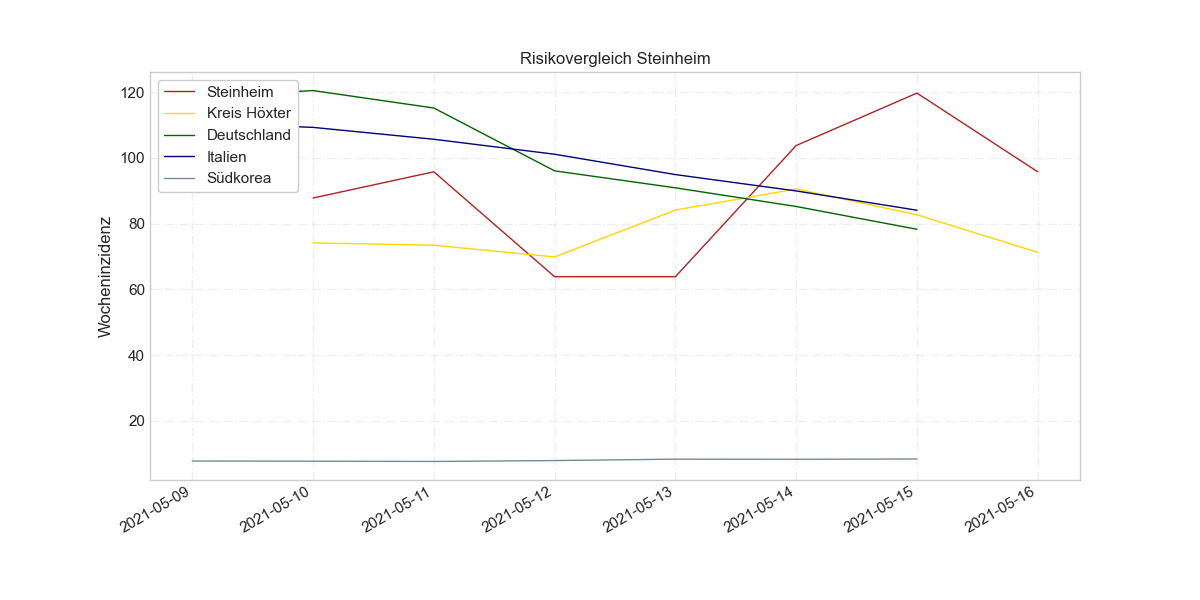 Risikovergleich Steinheim
Steinheim
Kreis Höxter
Deutschland
Italien
Südkorea
Wocheninzidenz
120
100
80
60
40
20
2021-05-09
2021-05-10
2021-05-11
2021-05-12
2021-05-13
2021-05-14
2021-05-15
2021-05-16